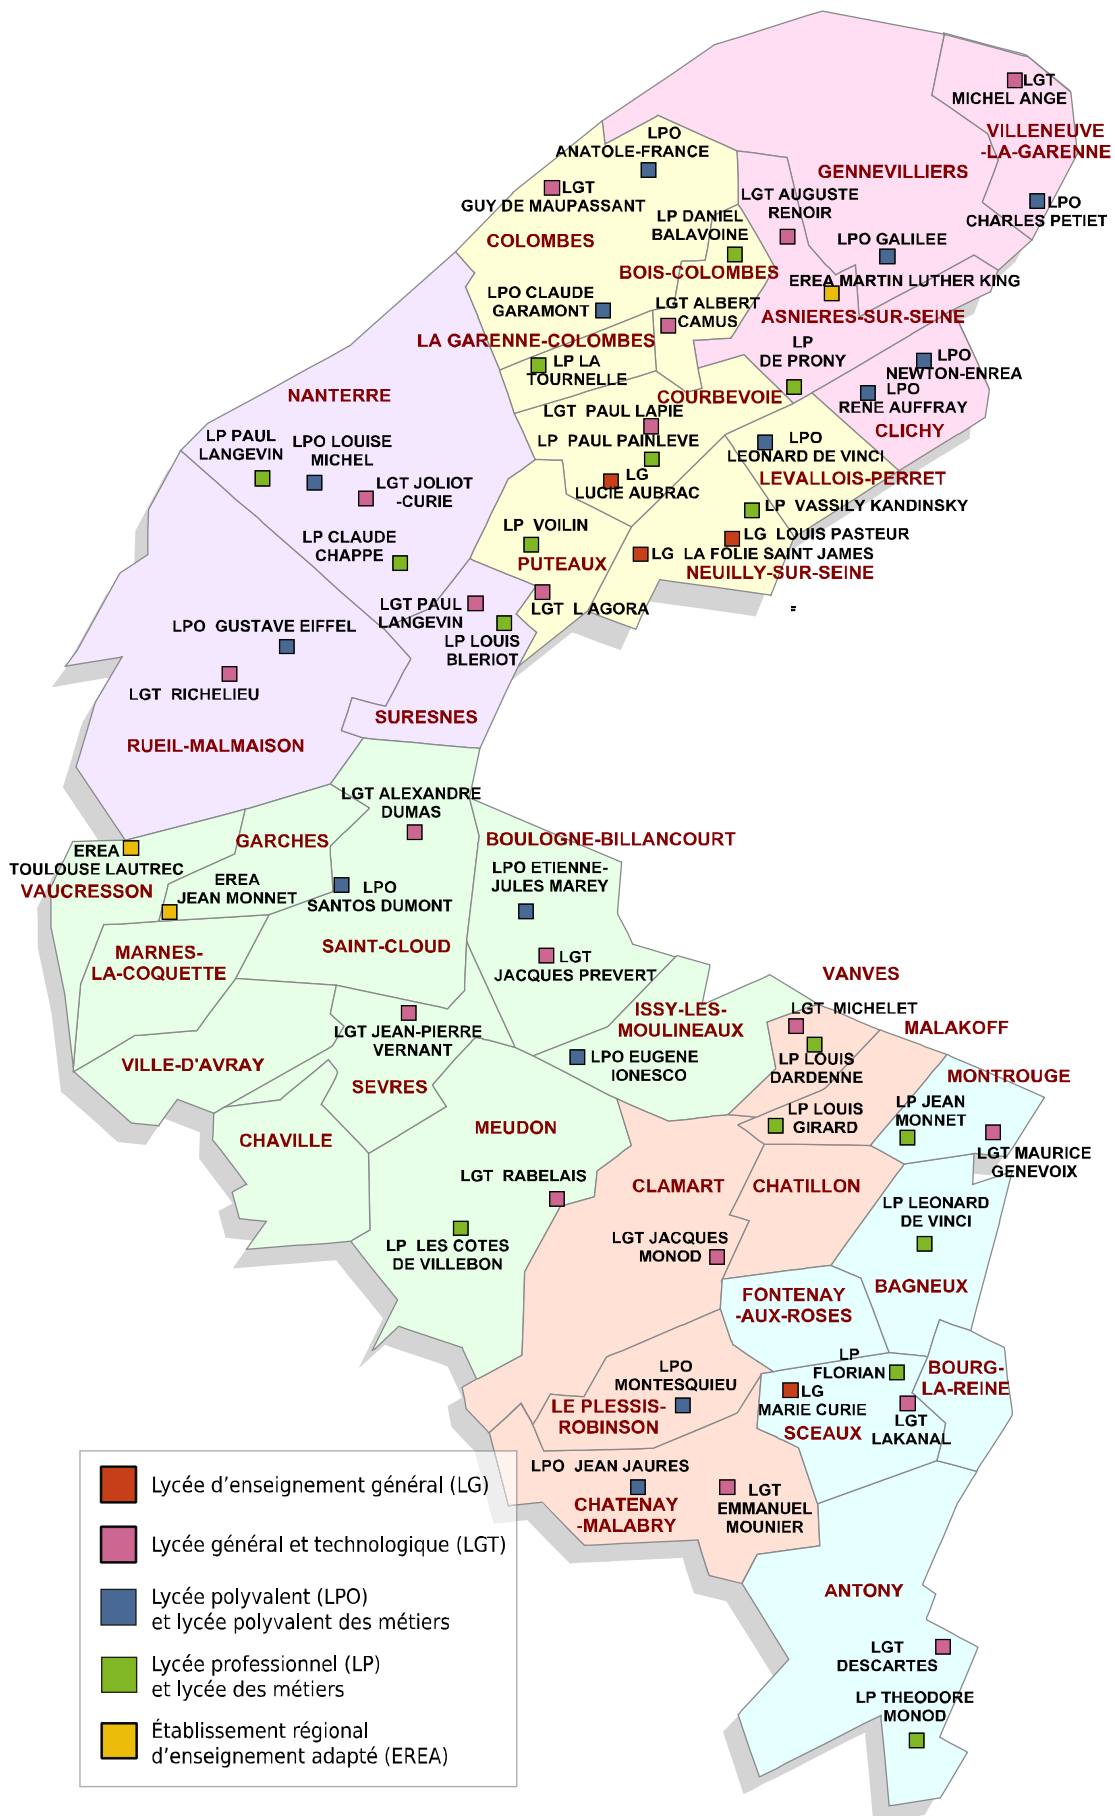 LGT
MICHEL ANGE
VILLENEUVE
-LA-GARENNE
LPO
ANATOLE-FRANCE
GENNEVILLIERS
LGT
GUY DE MAUPASSANT
LGT AUGUSTE
RENOIR
LPO
CHARLES PETIET
LP DANIEL
BALAVOINE
COLOMBES
LPO GALILEE
BOIS-COLOMBES
EREA MARTIN LUTHER KING
LPO CLAUDE
GARAMONT
LGT ALBERT
CAMUS
ASNIERES-SUR-SEINE
LA GARENNE-COLOMBES
LP
DE PRONY
LPO
NEWTON-ENREA
LP LA
TOURNELLE
NANTERRE
COURBEVOIE
LPO
RENE AUFFRAY
LGT PAUL LAPIE
CLICHY
LP PAUL
LANGEVIN
LPO LOUISE
MICHEL
LP PAUL PAINLEVE
LPO
LEONARD DE VINCI
LG
LUCIE AUBRAC
LEVALLOIS-PERRET
LGT JOLIOT
-CURIE
LP VASSILY KANDINSKY
LP VOILIN
LG LOUIS PASTEUR
LP CLAUDE
CHAPPE
LG LA FOLIE SAINT JAMES
PUTEAUX
NEUILLY-SUR-SEINE
LGT PAUL
LANGEVIN
LGT L AGORA
LPO GUSTAVE EIFFEL
LP LOUIS
BLERIOT
LGT RICHELIEU
SURESNES
RUEIL-MALMAISON
LGT ALEXANDRE
DUMAS
GARCHES
BOULOGNE-BILLANCOURT
EREA
TOULOUSE LAUTREC
LPO ETIENNE-
JULES MAREY
VAUCRESSON
EREA
JEAN MONNET
LPO
SANTOS DUMONT
SAINT-CLOUD
MARNES-
LA-COQUETTE
LGT
JACQUES PREVERT
VANVES
ISSY-LES-
MOULINEAUX
LGT MICHELET
MALAKOFF
LGT JEAN-PIERRE
VERNANT
VILLE-D'AVRAY
LPO EUGENE
IONESCO
LP LOUIS
DARDENNE
SEVRES
MONTROUGE
LP JEAN
MONNET
LP LOUIS
GIRARD
MEUDON
CHAVILLE
LGT MAURICE
GENEVOIX
LGT RABELAIS
CLAMART
CHATILLON
LP LEONARD
DE VINCI
LP LES COTES
DE VILLEBON
LGT JACQUES
MONOD
BAGNEUX
FONTENAY
-AUX-ROSES
LP
FLORIAN
LPO
MONTESQUIEU
BOURG-
LA-REINE
LG
MARIE CURIE
LE PLESSIS-
ROBINSON
LGT
LAKANAL
SCEAUX
LPO JEAN JAURES
LGT
EMMANUEL
MOUNIER
CHATENAY
-MALABRY
ANTONY
LGT
DESCARTES
LP THEODORE
MONOD
Lycée d’enseignement général (LG)
Lycée général et technologique (LGT)
Lycée polyvalent (LPO)
et lycée polyvalent des métiers
Lycée professionnel (LP)
et lycée des métiers
Établissement régional
d’enseignement adapté (EREA)